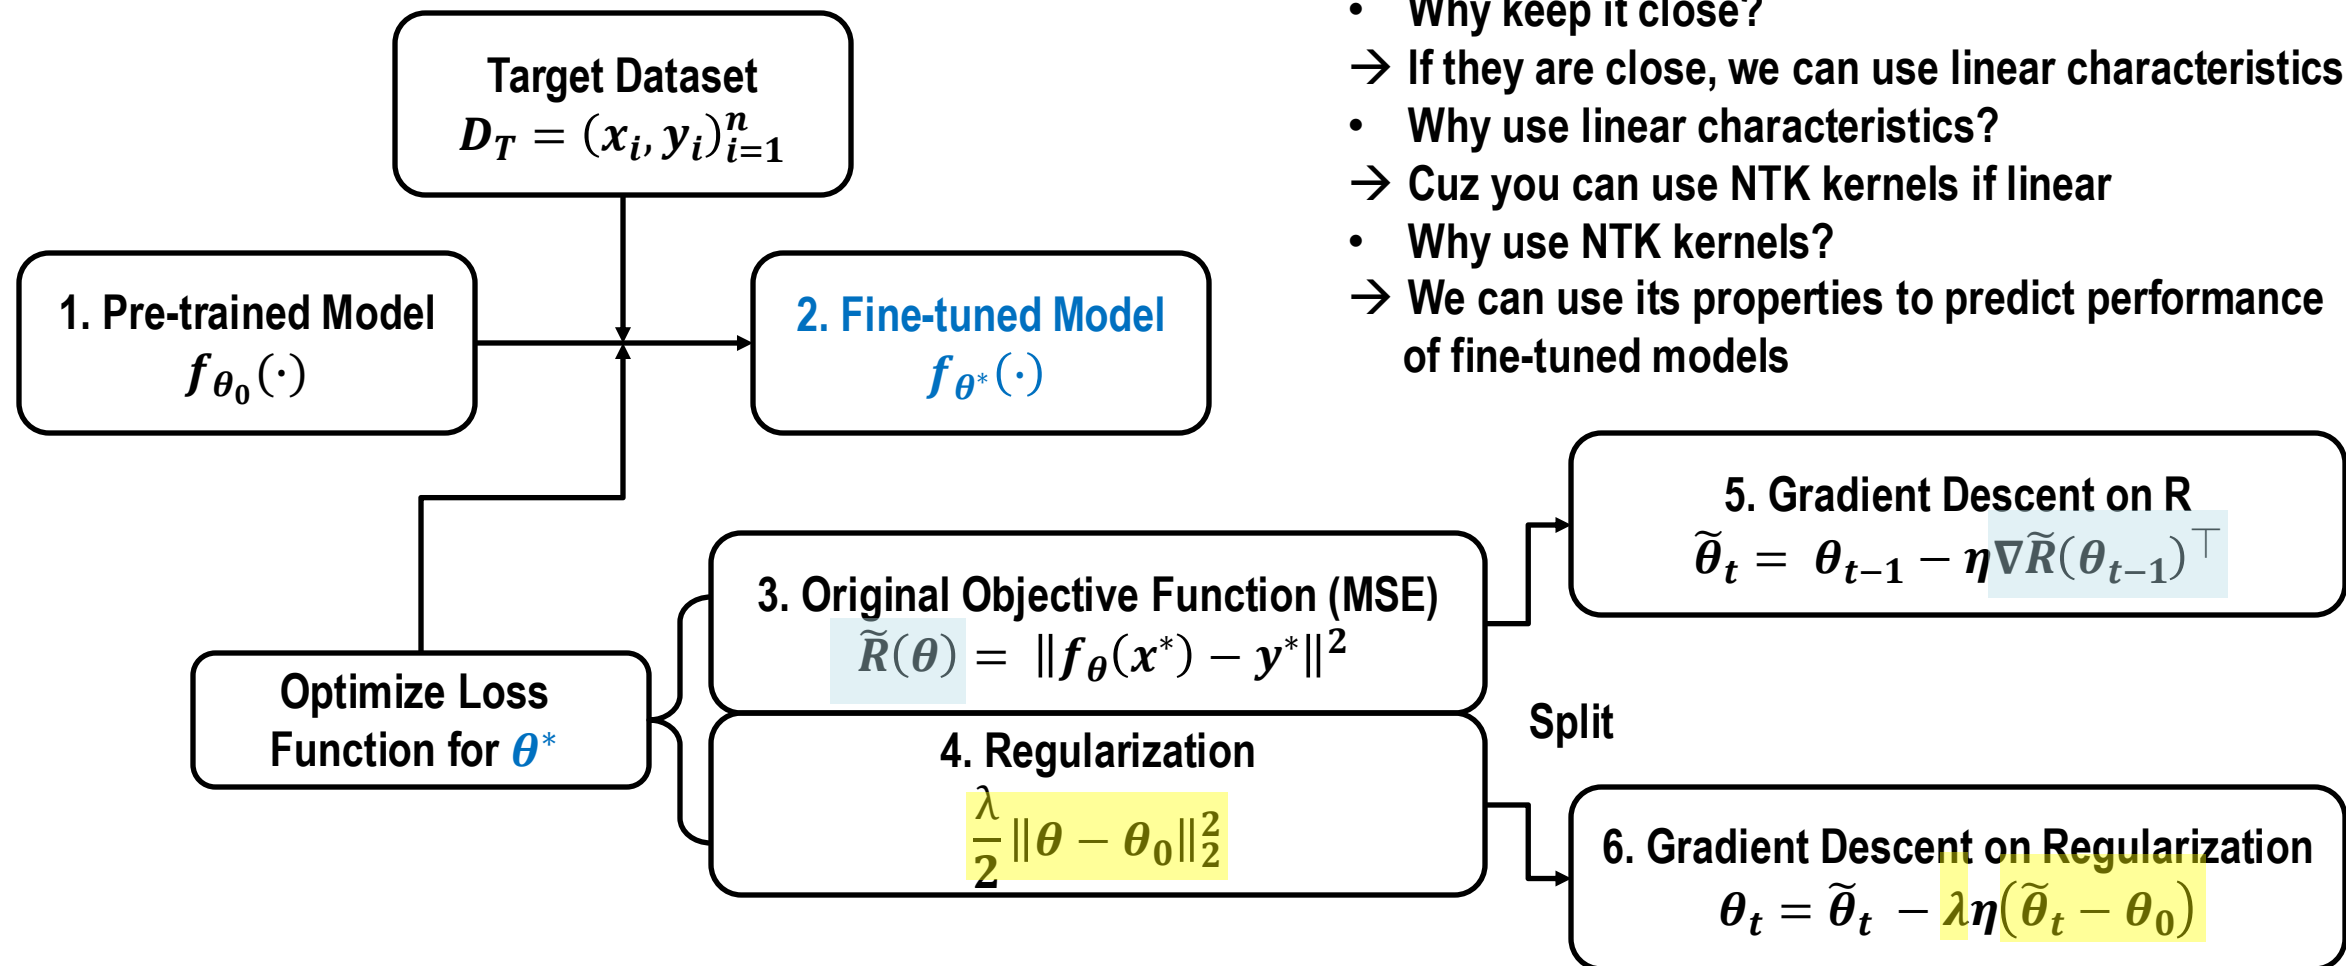 Target Dataset
D_T = (x_i, y_i)_{i=1}^n
1. Pre-trained Model
f_{θ_0}(·)
2. Fine-tuned Model
f_{θ*}(·)
• Why keep it close?
→ If they are close, we can use linear characteristics
• Why use linear characteristics?
→ Cuz you can use NTK kernels if linear
• Why use NTK kernels?
→ We can use its properties to predict performance
of fine-tuned models
Optimize Loss
Function for θ*
3. Original Objective Function (MSE)
R̃(θ) = ‖f_θ(x*) − y*‖²
4. Regularization
λ/2 ‖θ − θ_0‖_2^2
Split
5. Gradient Descent on R
θ̃_t = θ_{t−1} − η∇R̃(θ_{t−1})^⊤
6. Gradient Descent on Regularization
θ_t = θ̃_t − λη(θ̃_t − θ_0)